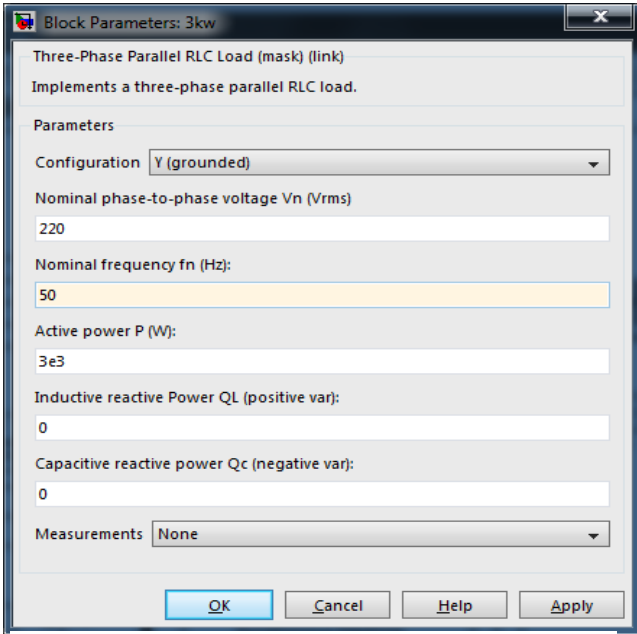 Block Parameters: 3kw
Three-Phase Parallel RLC Load (mask) (link)
Implements a three-phase parallel RLC load.
Parameters
Configuration Y (grounded)
Nominal phase-to-phase voltage Vn (Vrms)
220
Nominal frequency fn (Hz):
50
Active power P (W):
3e3
Inductive reactive Power QL (positive var):
0
Capacitive reactive power Qc (negative var):
0
Measurements None
OK Cancel Help Apply